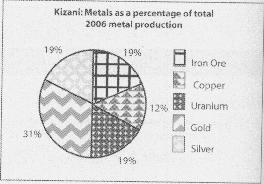 Kizani: Metals as a percentage of total
2006 metal production
19%
19%
12%
19%
31%
Iron Ore
Copper
Uranium
Gold
Silver